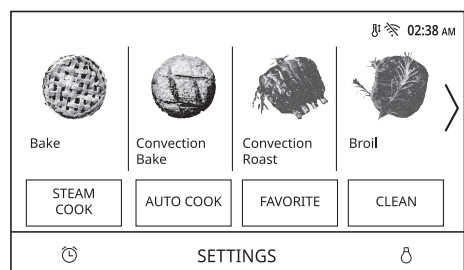 02:38 AM
Bake
Convection
Bake
Convection
Roast
Broil
STEAM
COOK
AUTO COOK
FAVORITE
CLEAN
SETTINGS